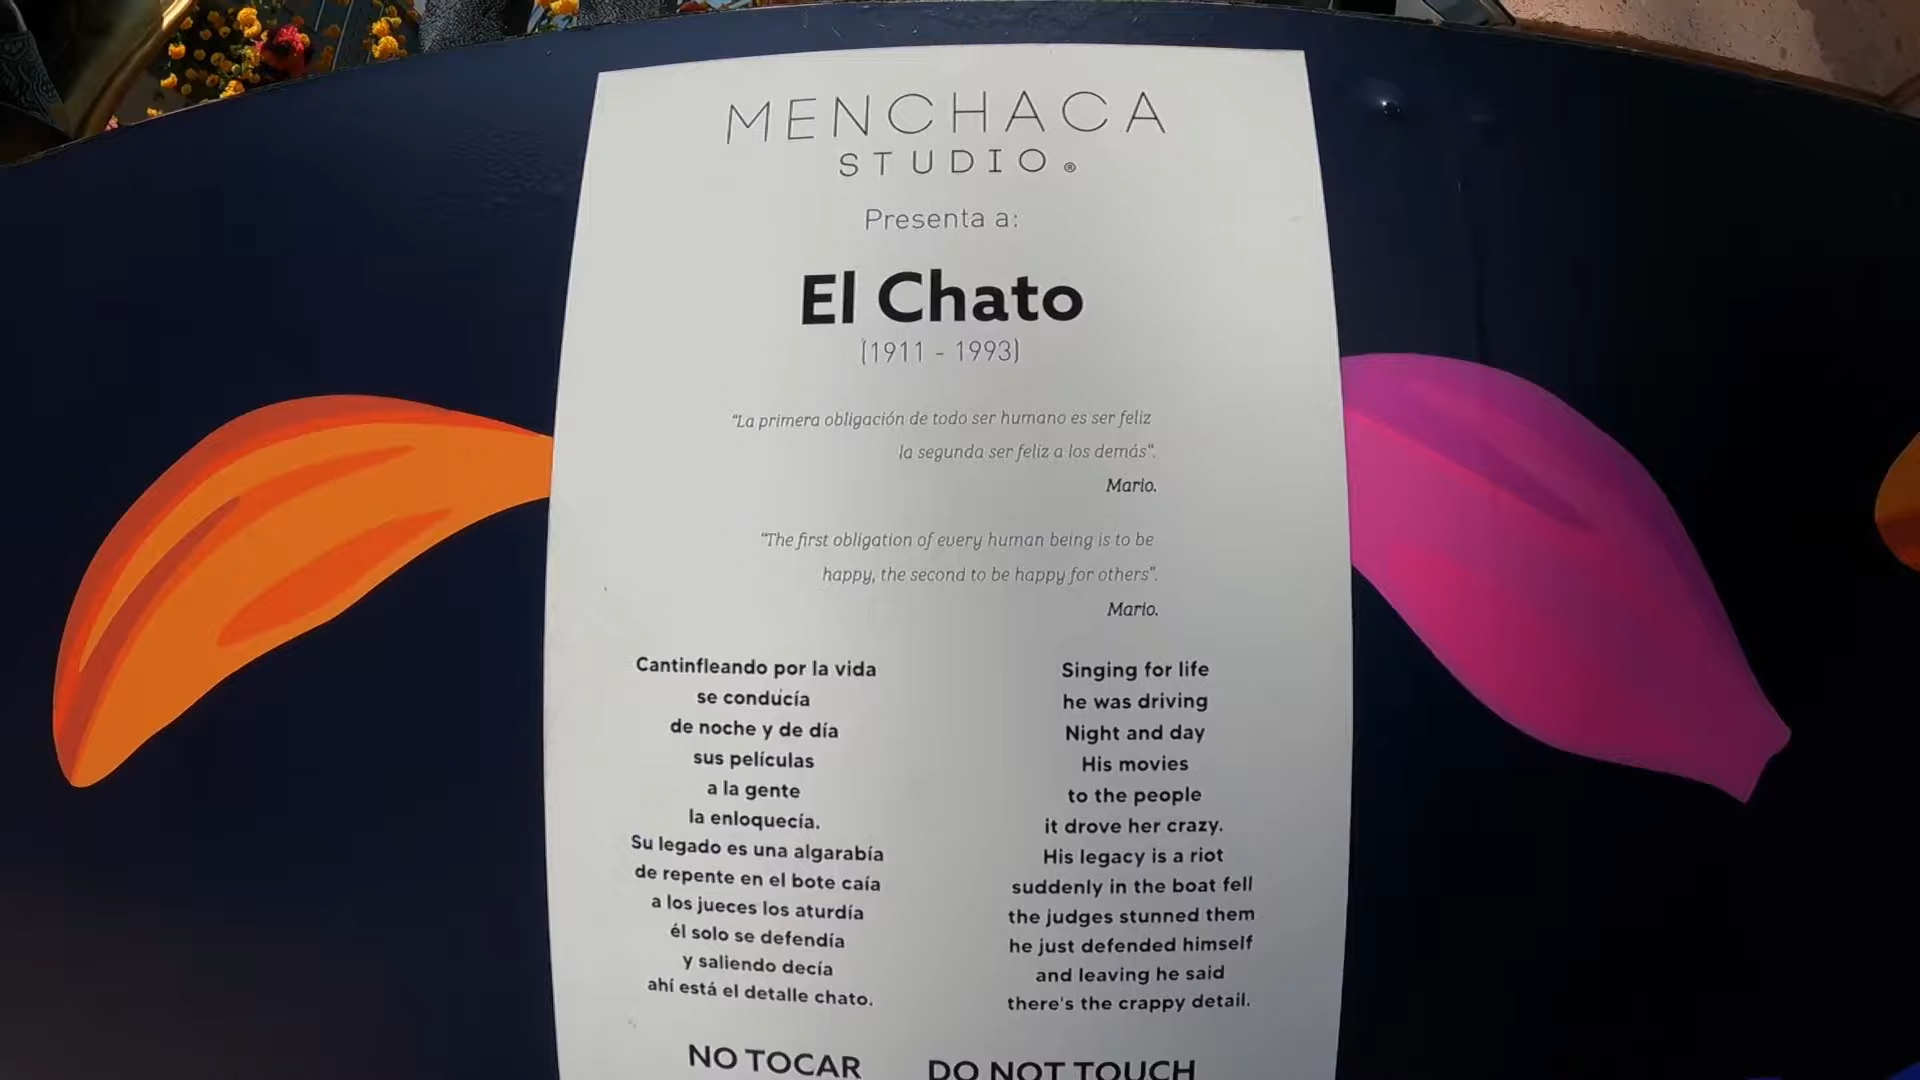 MENCHACA
STUDIO®
Presenta a:
El Chato
(1911 - 1993)
"La primera obligación de todo ser humano es ser feliz
la segunda ser feliz a los demás".
Mario.
"The first obligation of every human being is to be
happy, the second to be happy for others".
Mario.
Cantinfleando por la vida
se conducía
de noche y de día
sus películas
a la gente
la enloquecía.
Su legado es una algarabía
de repente en el bote caía
a los jueces los aturdía
él solo se defendía
y saliendo decía
ahí está el detalle chato.
Singing for life
he was driving
Night and day
His movies
to the people
it drove her crazy.
His legacy is a riot
suddenly in the boat fell
the judges stunned them
he just defended himself
and leaving he said
there's the crappy detail.
NO TOCAR
DO NOT TOUCH